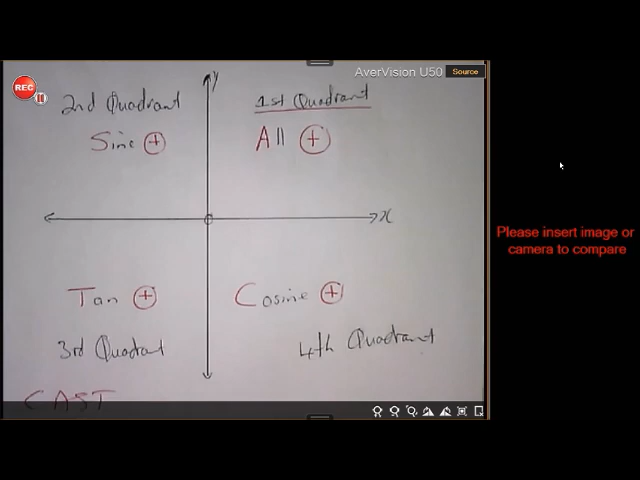 REC
AverVision U50
Source
2nd Quadrant
1st Quadrant
Sine +
All +
y
x
Tan +
Cosine +
3rd Quadrant
4th Quadrant
CAST
Please insert image or
camera to compare